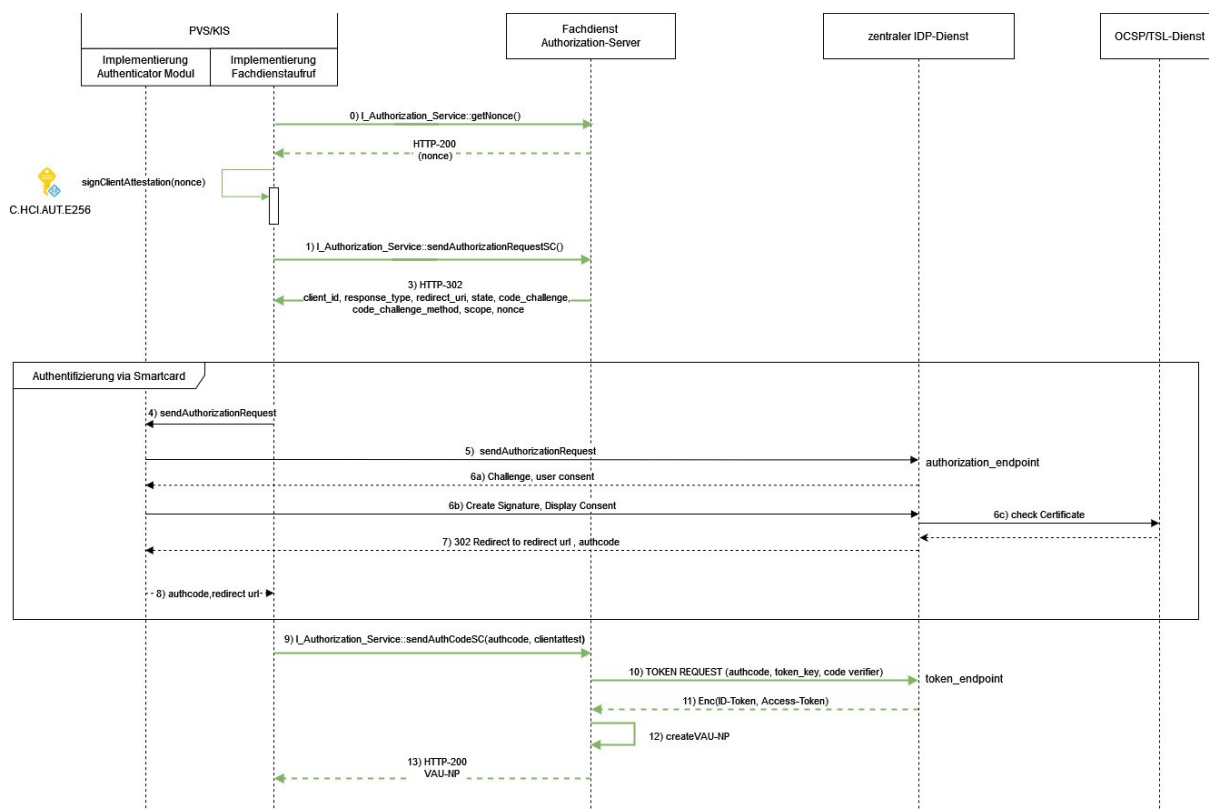 PVS/KIS
Fachdienst
Authorization-Server
zentraler IDP-Dienst
OCSP/TSL-Dienst
Implementierung
Authenticator Modul
Implementierung
Fachdienstaufruf
0) I_Authorization_Service::getNonce()
HTTP-200
(nonce)
signClientAttestation(nonce)
C.HCI.AUT.E256
1) I_Authorization_Service::sendAuthorizationRequestSC()
3) HTTP-302
client_id, response_type, redirect_uri, state, code_challenge,
code_challenge_method, scope, nonce
Authentifizierung via Smartcard
4) sendAuthorizationRequest
5) sendAuthorizationRequest
authorization_endpoint
6a) Challenge, user consent
6b) Create Signature, Display Consent
6c) check Certificate
7) 302 Redirect to redirect url , authcode
8) authcode,redirect url
9) I_Authorization_Service::sendAuthCodeSC(authcode, clientattest)
10) TOKEN REQUEST (authcode, token_key, code verifier)
token_endpoint
11) Enc(ID-Token, Access-Token)
12) createVAU-NP
13) HTTP-200
VAU-NP